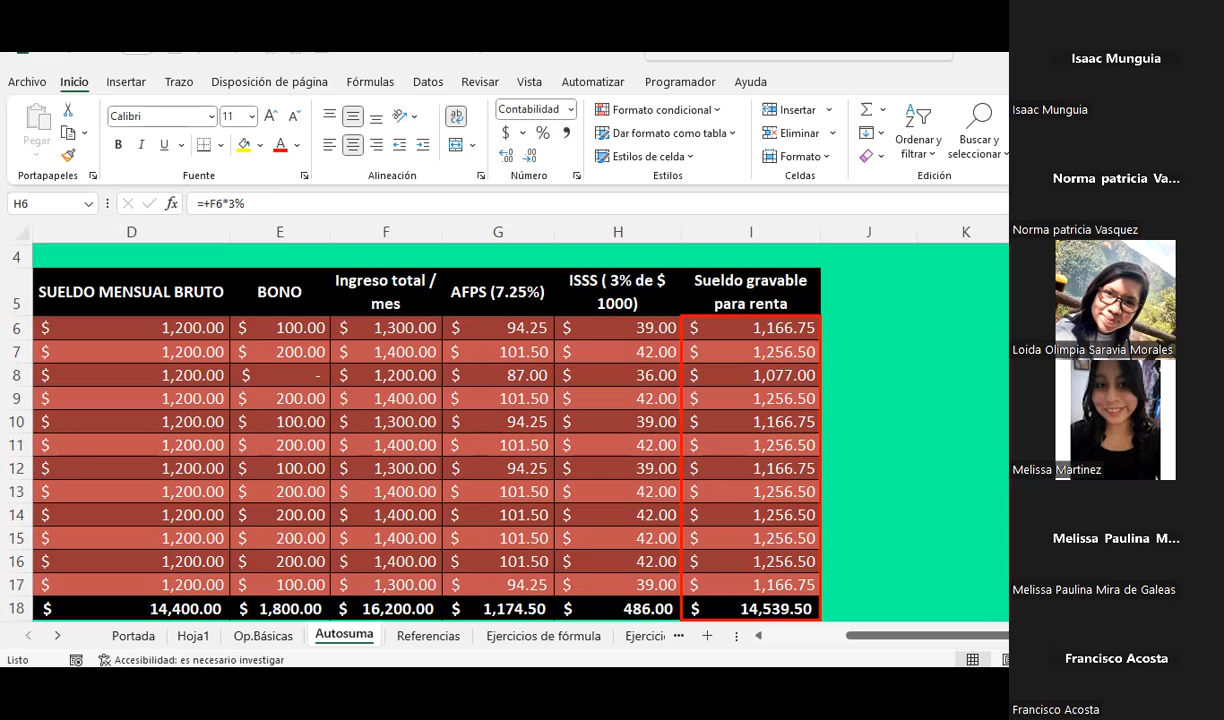 Archivo Inicio Insertar Trazo Disposición de página Fórmulas Datos Revisar Vista Automatizar Programador Ayuda
Pegar
Portapapeles
Calibri 11
N K S
Fuente
Alineación
Contabilidad
$ % 000
Número
Formato condicional
Dar formato como tabla
Estilos de celda
Estilos
Insertar
Eliminar
Formato
Celdas
Ordenar y
filtrar
Buscar y
seleccionar
Edición
H6 fx =+F6*3%
D E F G H I J K
4
5 SUELDO MENSUAL BRUTO BONO Ingreso total / mes AFPS (7.25%) ISSS ( 3% de $ 1000) Sueldo gravable para renta
6 $ 1,200.00 $ 100.00 $ 1,300.00 $ 94.25 $ 39.00 $ 1,166.75
7 $ 1,200.00 $ 200.00 $ 1,400.00 $ 101.50 $ 42.00 $ 1,256.50
8 $ 1,200.00 $ - $ 1,200.00 $ 87.00 $ 36.00 $ 1,077.00
9 $ 1,200.00 $ 200.00 $ 1,400.00 $ 101.50 $ 42.00 $ 1,256.50
10 $ 1,200.00 $ 100.00 $ 1,300.00 $ 94.25 $ 39.00 $ 1,166.75
11 $ 1,200.00 $ 200.00 $ 1,400.00 $ 101.50 $ 42.00 $ 1,256.50
12 $ 1,200.00 $ 100.00 $ 1,300.00 $ 94.25 $ 39.00 $ 1,166.75
13 $ 1,200.00 $ 200.00 $ 1,400.00 $ 101.50 $ 42.00 $ 1,256.50
14 $ 1,200.00 $ 200.00 $ 1,400.00 $ 101.50 $ 42.00 $ 1,256.50
15 $ 1,200.00 $ 200.00 $ 1,400.00 $ 101.50 $ 42.00 $ 1,256.50
16 $ 1,200.00 $ 200.00 $ 1,400.00 $ 101.50 $ 42.00 $ 1,256.50
17 $ 1,200.00 $ 100.00 $ 1,300.00 $ 94.25 $ 39.00 $ 1,166.75
18 $ 14,400.00 $ 1,800.00 $ 16,200.00 $ 1,174.50 $ 486.00 $ 14,539.50
Portada Hoja1 Op.Básicas Autosuma Referencias Ejercicios de fórmula Ejercici ...
Listo Accesibilidad: es necesario investigar
Isaac Munguia
Isaac Munguia
Norma patricia Va...
Norma patricia Vasquez
Loida Olimpia Saravia Morales
Melissa Martinez
Melissa Paulina M...
Melissa Paulina Mira de Galeas
Francisco Acosta
Francisco Acosta